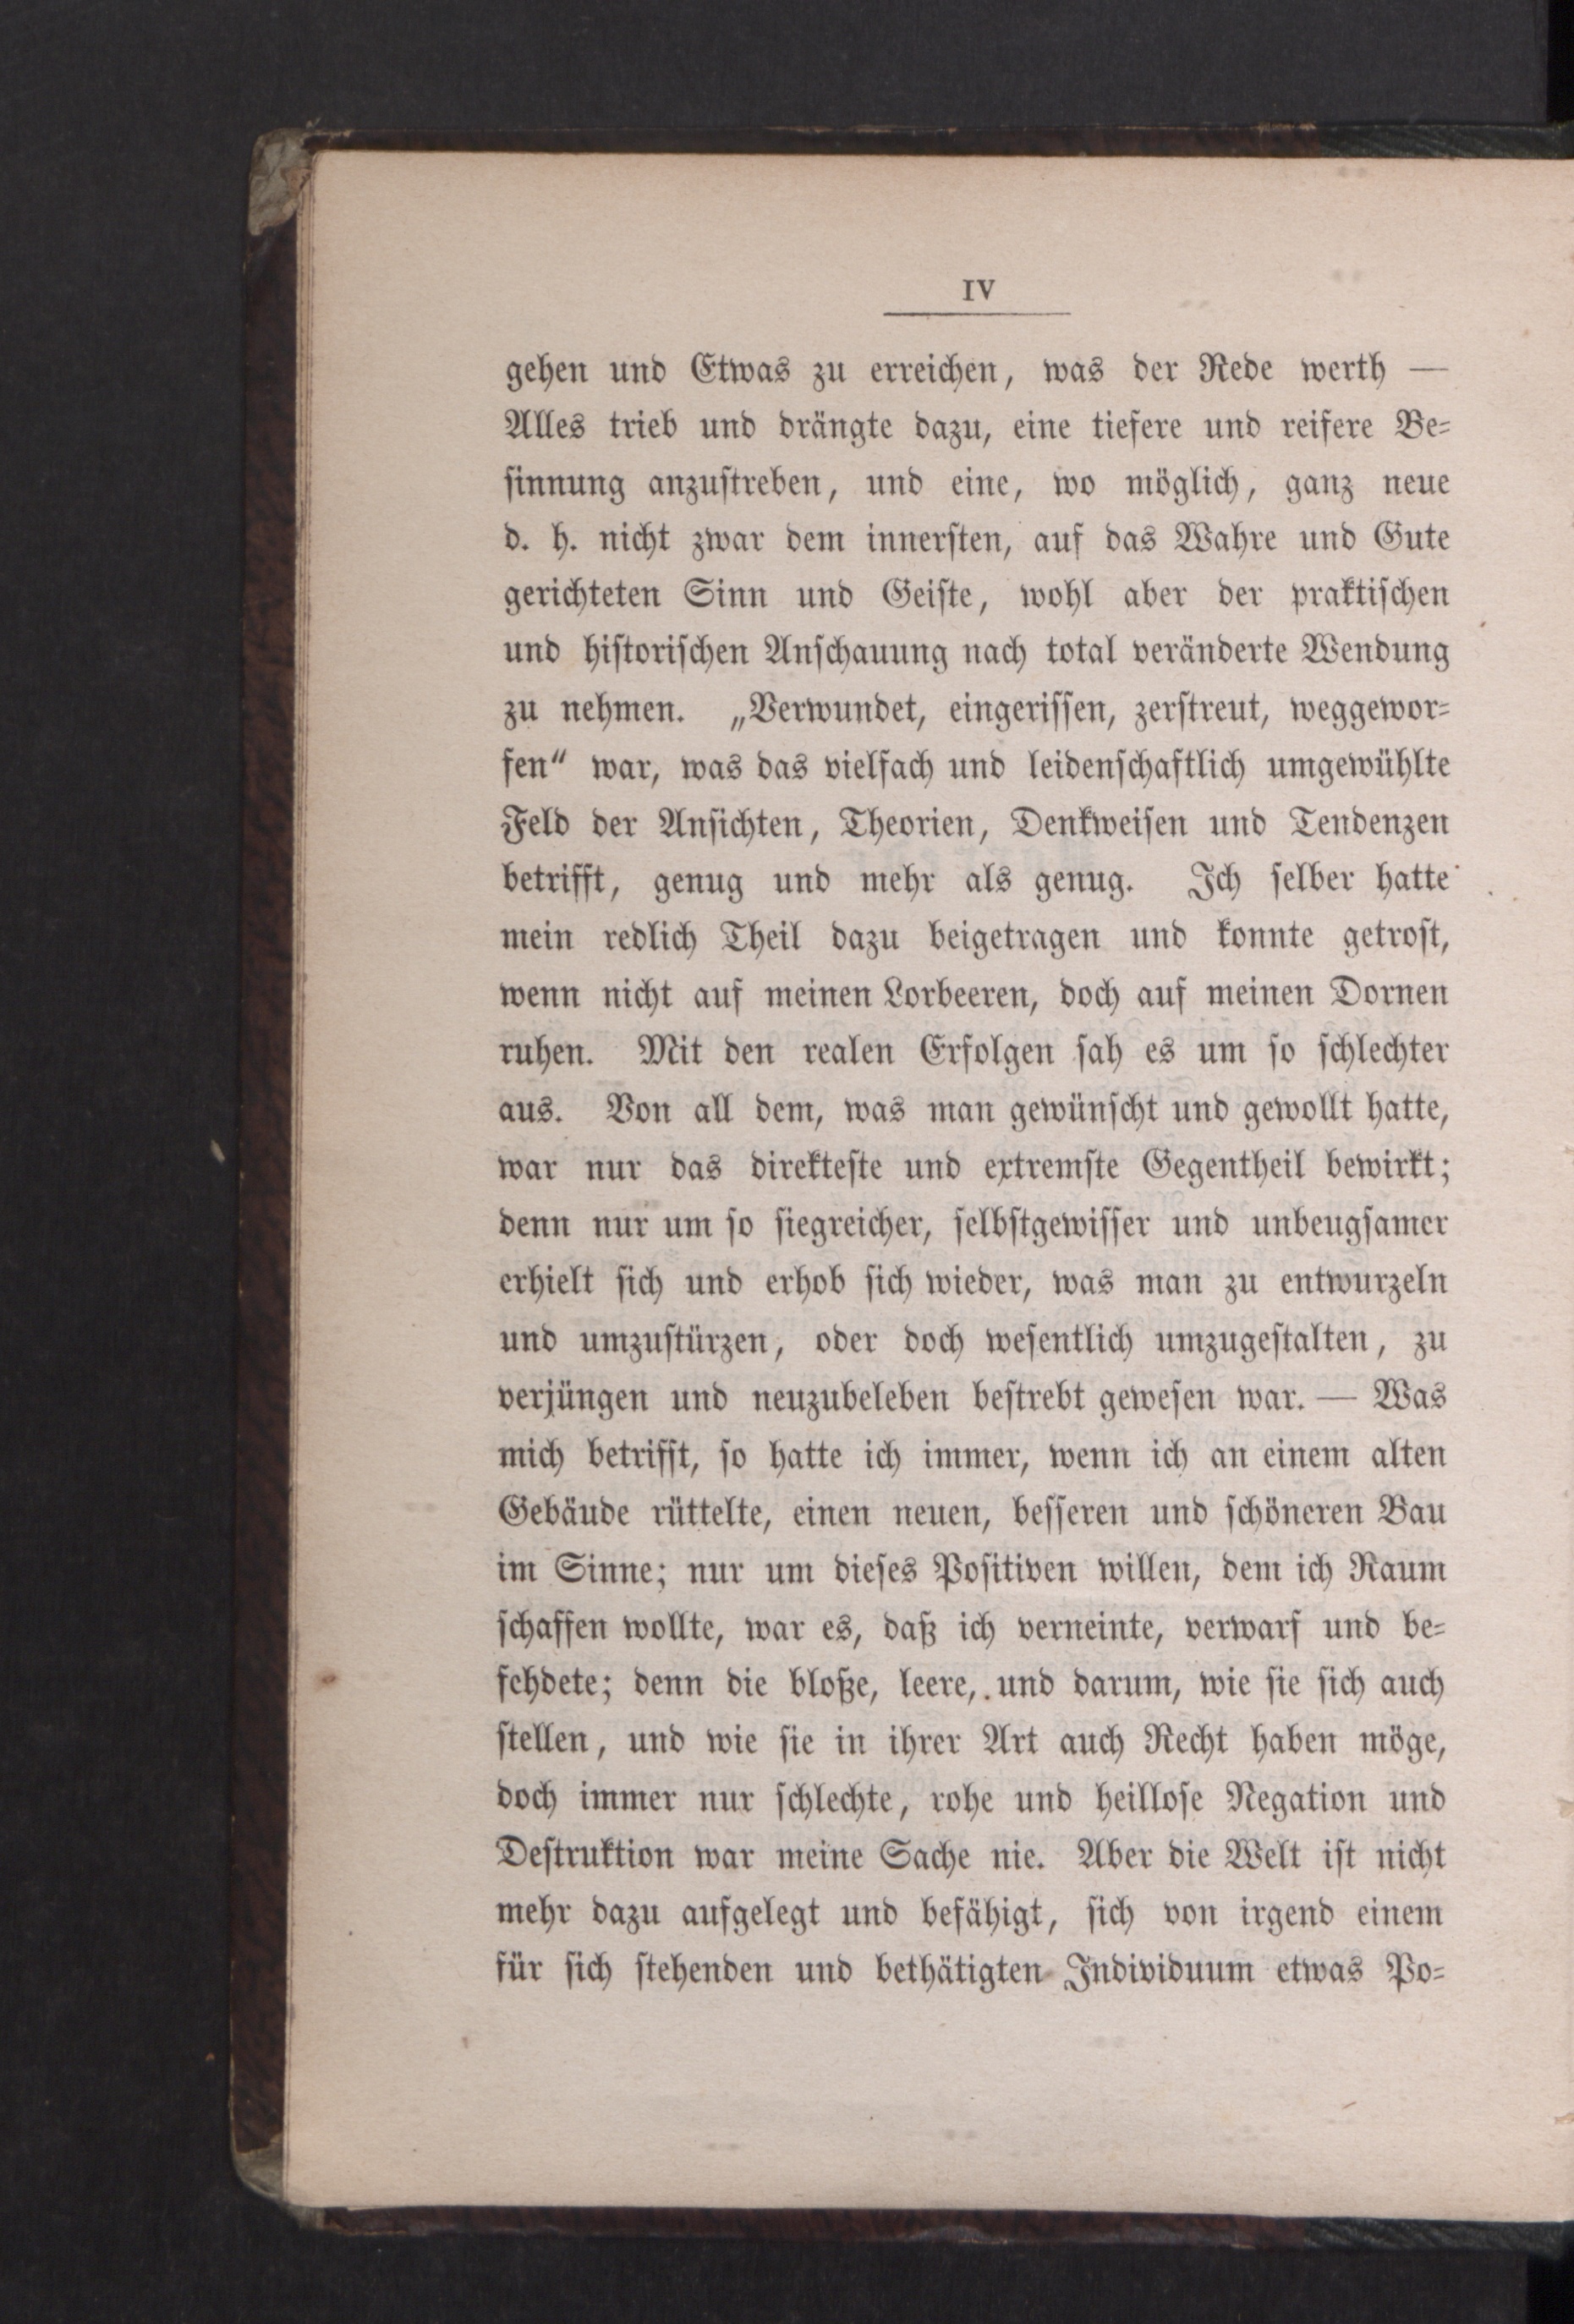 IV
gehen und Etwas zu erreichen, was der Rede werth —
Alles trieb und drängte dazu, eine tiefere und reifere Be-
sinnung anzustreben, und eine, wo möglich, ganz neue
d. h. nicht zwar dem innersten, auf das Wahre und Gute
gerichteten Sinn und Geiste, wohl aber der praktischen
und historischen Anschauung nach total veränderte Wendung
zu nehmen. „Verwundet, eingerissen, zerstreut, weggewor-
fen“ war, was das vielfach und leidenschaftlich umgewühlte
Feld der Ansichten, Theorien, Denkweisen und Tendenzen
betrifft, genug und mehr als genug. Ich selber hatte
mein redlich Theil dazu beigetragen und konnte getrost,
wenn nicht auf meinen Lorbeeren, doch auf meinen Dornen
ruhen. Mit den realen Erfolgen sah es um so schlechter
aus. Von all dem, was man gewünscht und gewollt hatte,
war nur das direkteste und extremste Gegentheil bewirkt;
denn nur um so siegreicher, selbstgewisser und unbeugsamer
erhielt sich und erhob sich wieder, was man zu entwurzeln
und umzustürzen, oder doch wesentlich umzugestalten, zu
verjüngen und neuzubeleben bestrebt gewesen war. — Was
mich betrifft, so hatte ich immer, wenn ich an einem alten
Gebäude rüttelte, einen neuen, besseren und schöneren Bau
im Sinne; nur um dieses Positiven willen, dem ich Raum
schaffen wollte, war es, daß ich verneinte, verwarf und be-
fehdete; denn die bloße, leere, und darum, wie sie sich auch
stellen, und wie sie in ihrer Art auch Recht haben möge,
doch immer nur schlechte, rohe und heillose Negation und
Destruktion war meine Sache nie. Aber die Welt ist nicht
mehr dazu aufgelegt und befähigt, sich von irgend einem
für sich stehenden und bethätigten Individuum etwas Po-